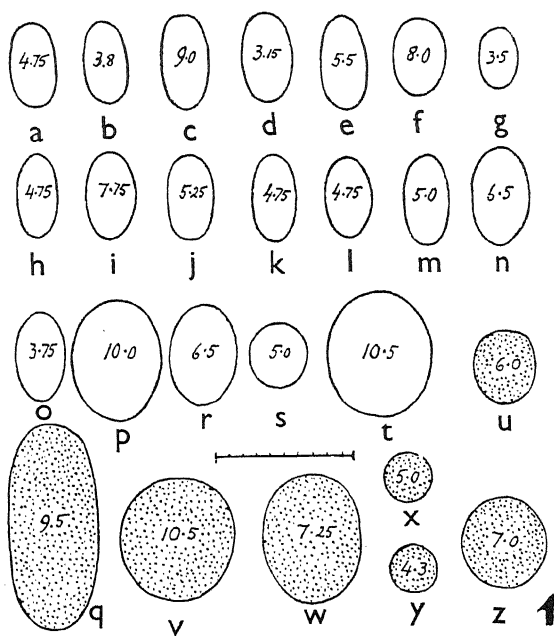 4.75 3.8 9.0 3.15 5.5 8.0 3.5
a b c d e f g
4.75 7.75 5.25 4.75 4.75 5.0 6.5
h i j k l m n
3.75 10.0 6.5 5.0 10.5 6.0
o p r s t u
9.5 10.5 7.25 5.0 7.0
x
4.3
q v w y z